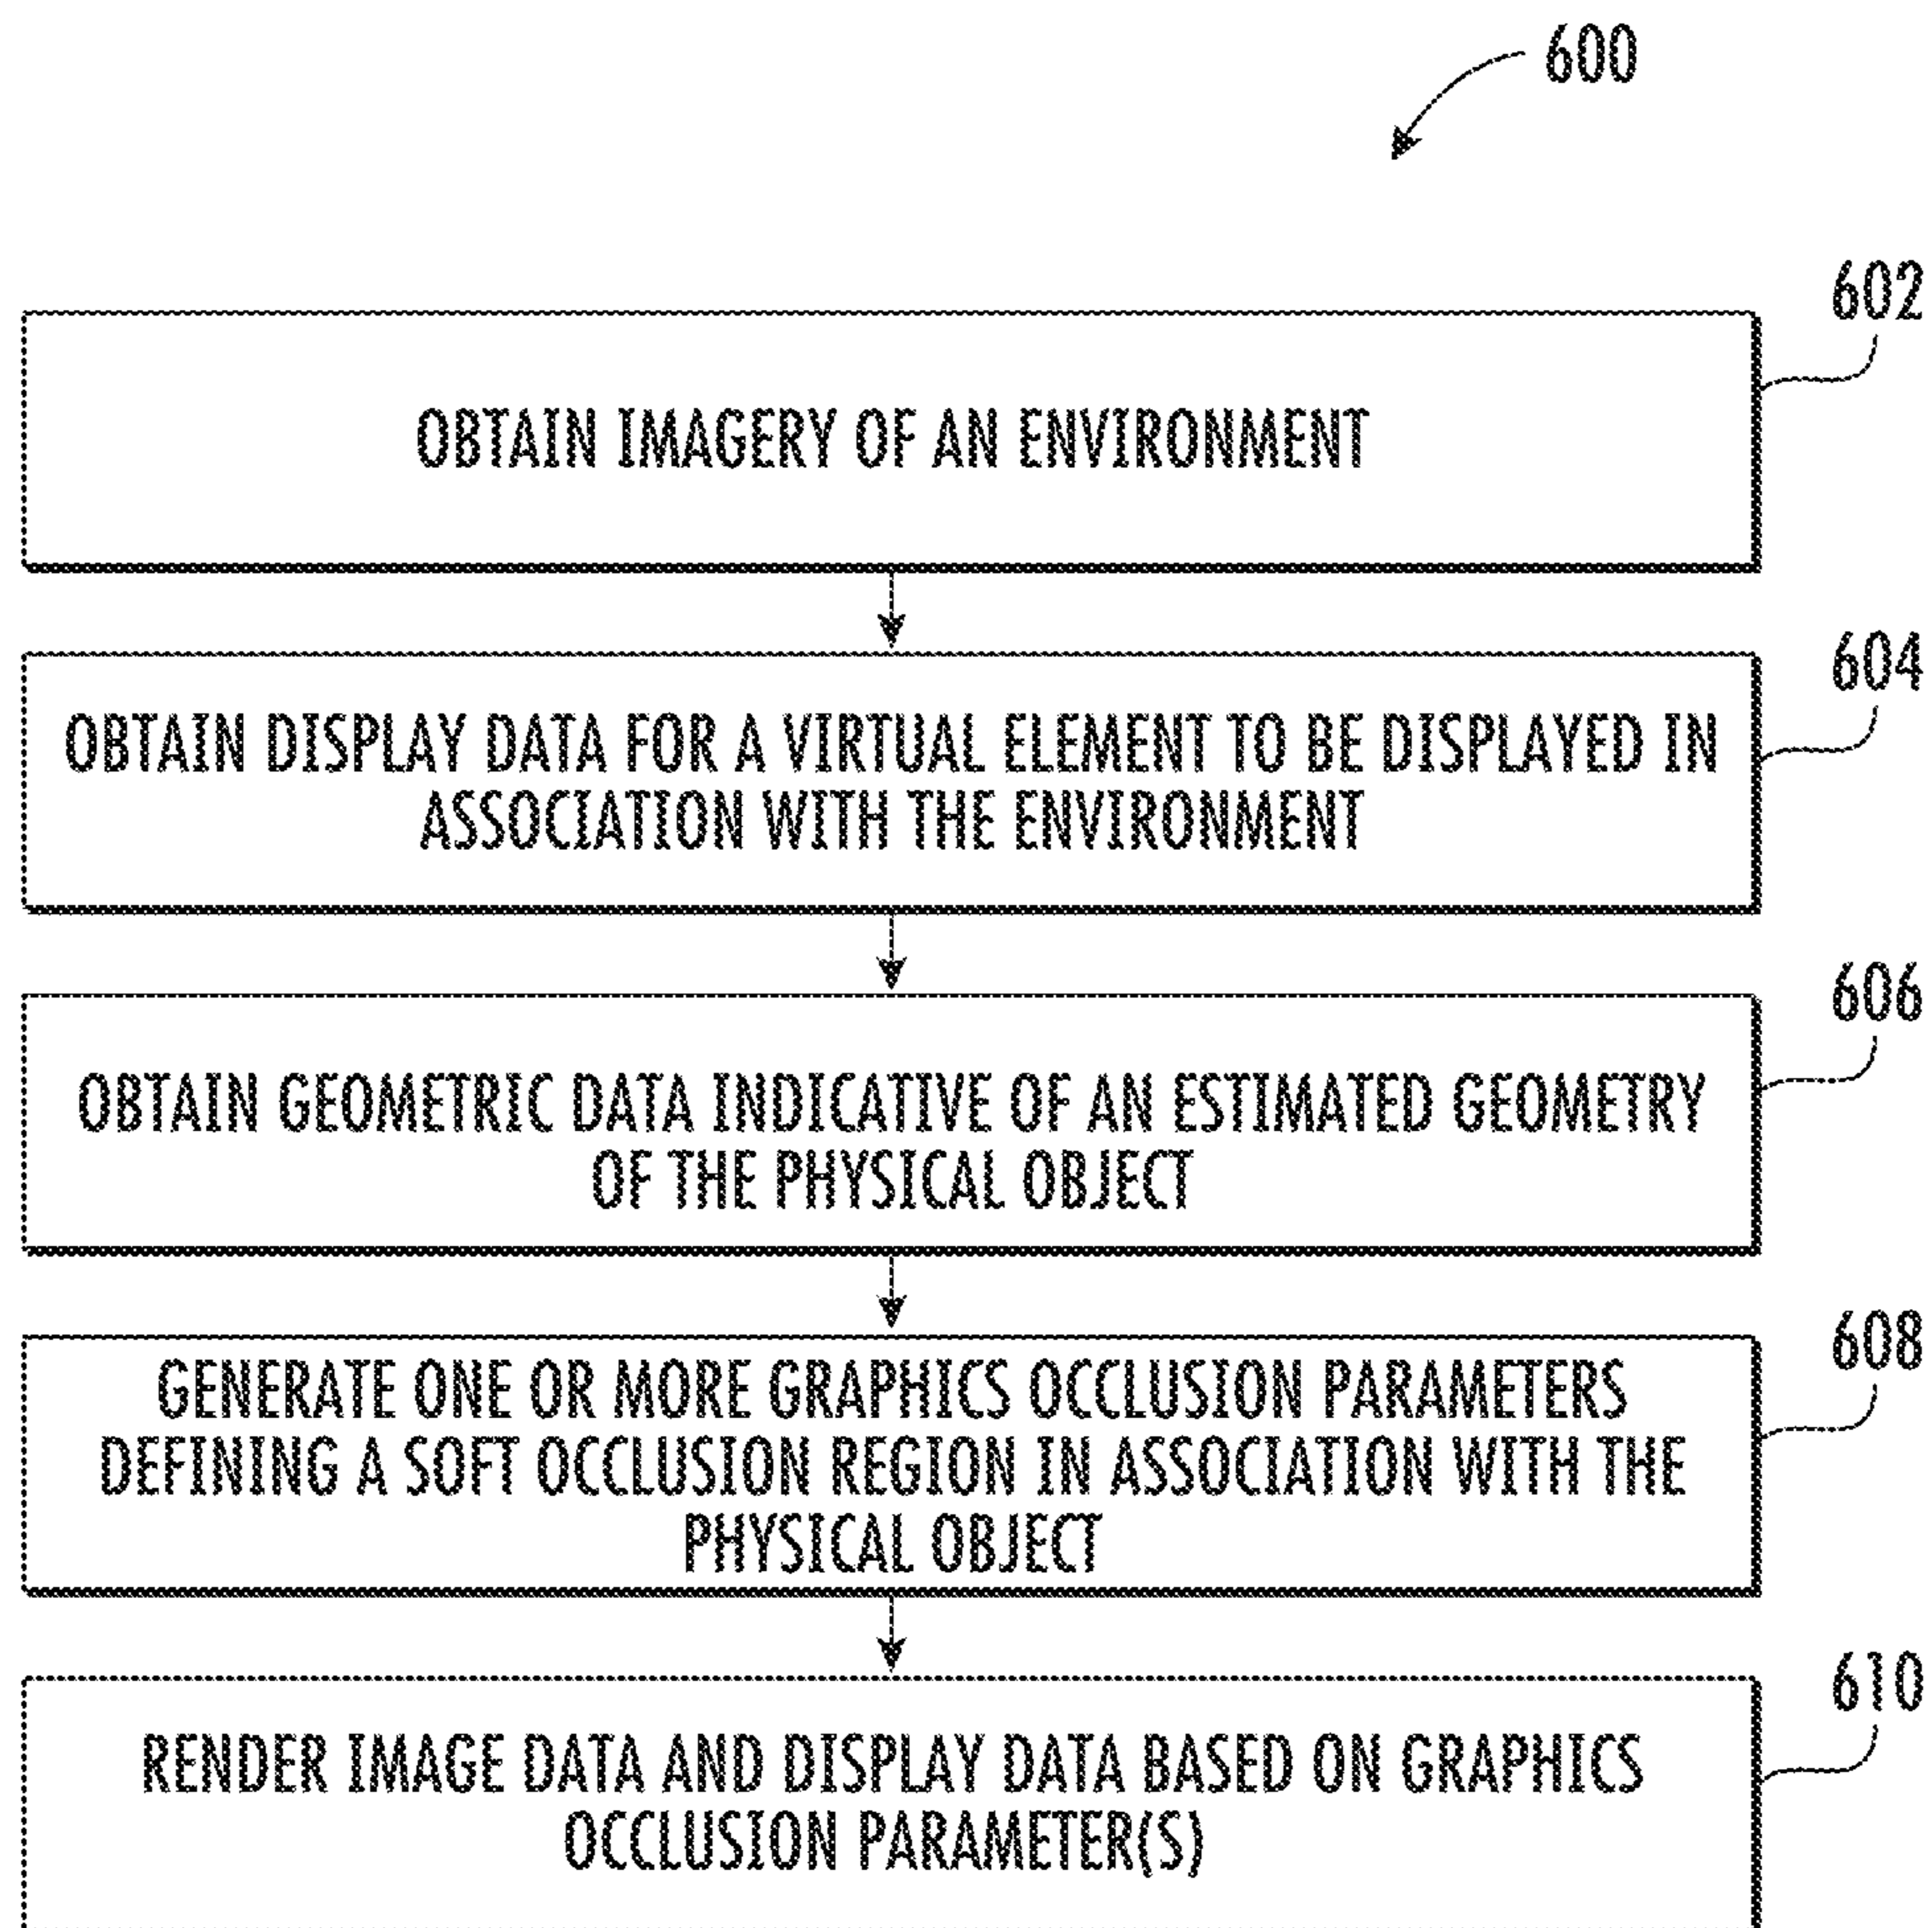 600
602
OBTAIN IMAGERY OF AN ENVIRONMENT
604
OBTAIN DISPLAY DATA FOR A VIRTUAL ELEMENT TO BE DISPLAYED IN
ASSOCIATION WITH THE ENVIRONMENT
606
OBTAIN GEOMETRIC DATA INDICATIVE OF AN ESTIMATED GEOMETRY
OF THE PHYSICAL OBJECT
608
GENERATE ONE OR MORE GRAPHICS OCCLUSION PARAMETERS
DEFINING A SOFT OCCLUSION REGION IN ASSOCIATION WITH THE
PHYSICAL OBJECT
610
RENDER IMAGE DATA AND DISPLAY DATA BASED ON GRAPHICS
OCCLUSION PARAMETER(S)